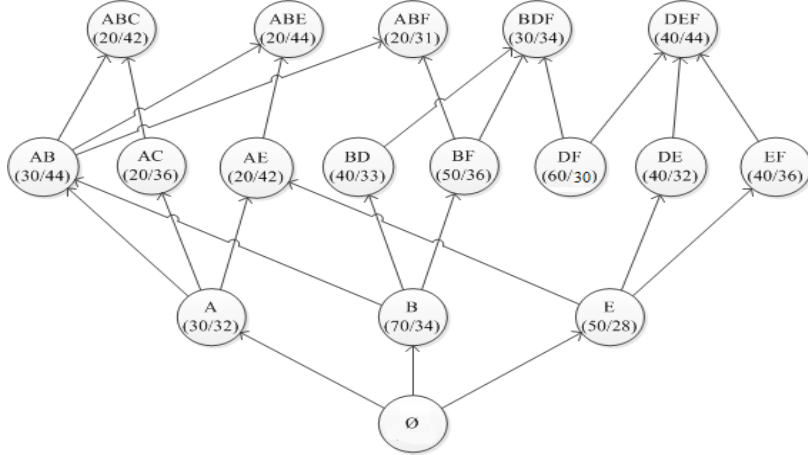 ABC
(20/42)
ABE
(20/44)
ABF
(20/31)
BDF
(30/34)
DEF
(40/44)
AB
(30/44)
AC
(20/36)
AE
(20/42)
BD
(40/33)
BF
(50/36)
DF
(60/30)
DE
(40/32)
EF
(40/36)
A
(30/32)
B
(70/34)
E
(50/28)
Ø